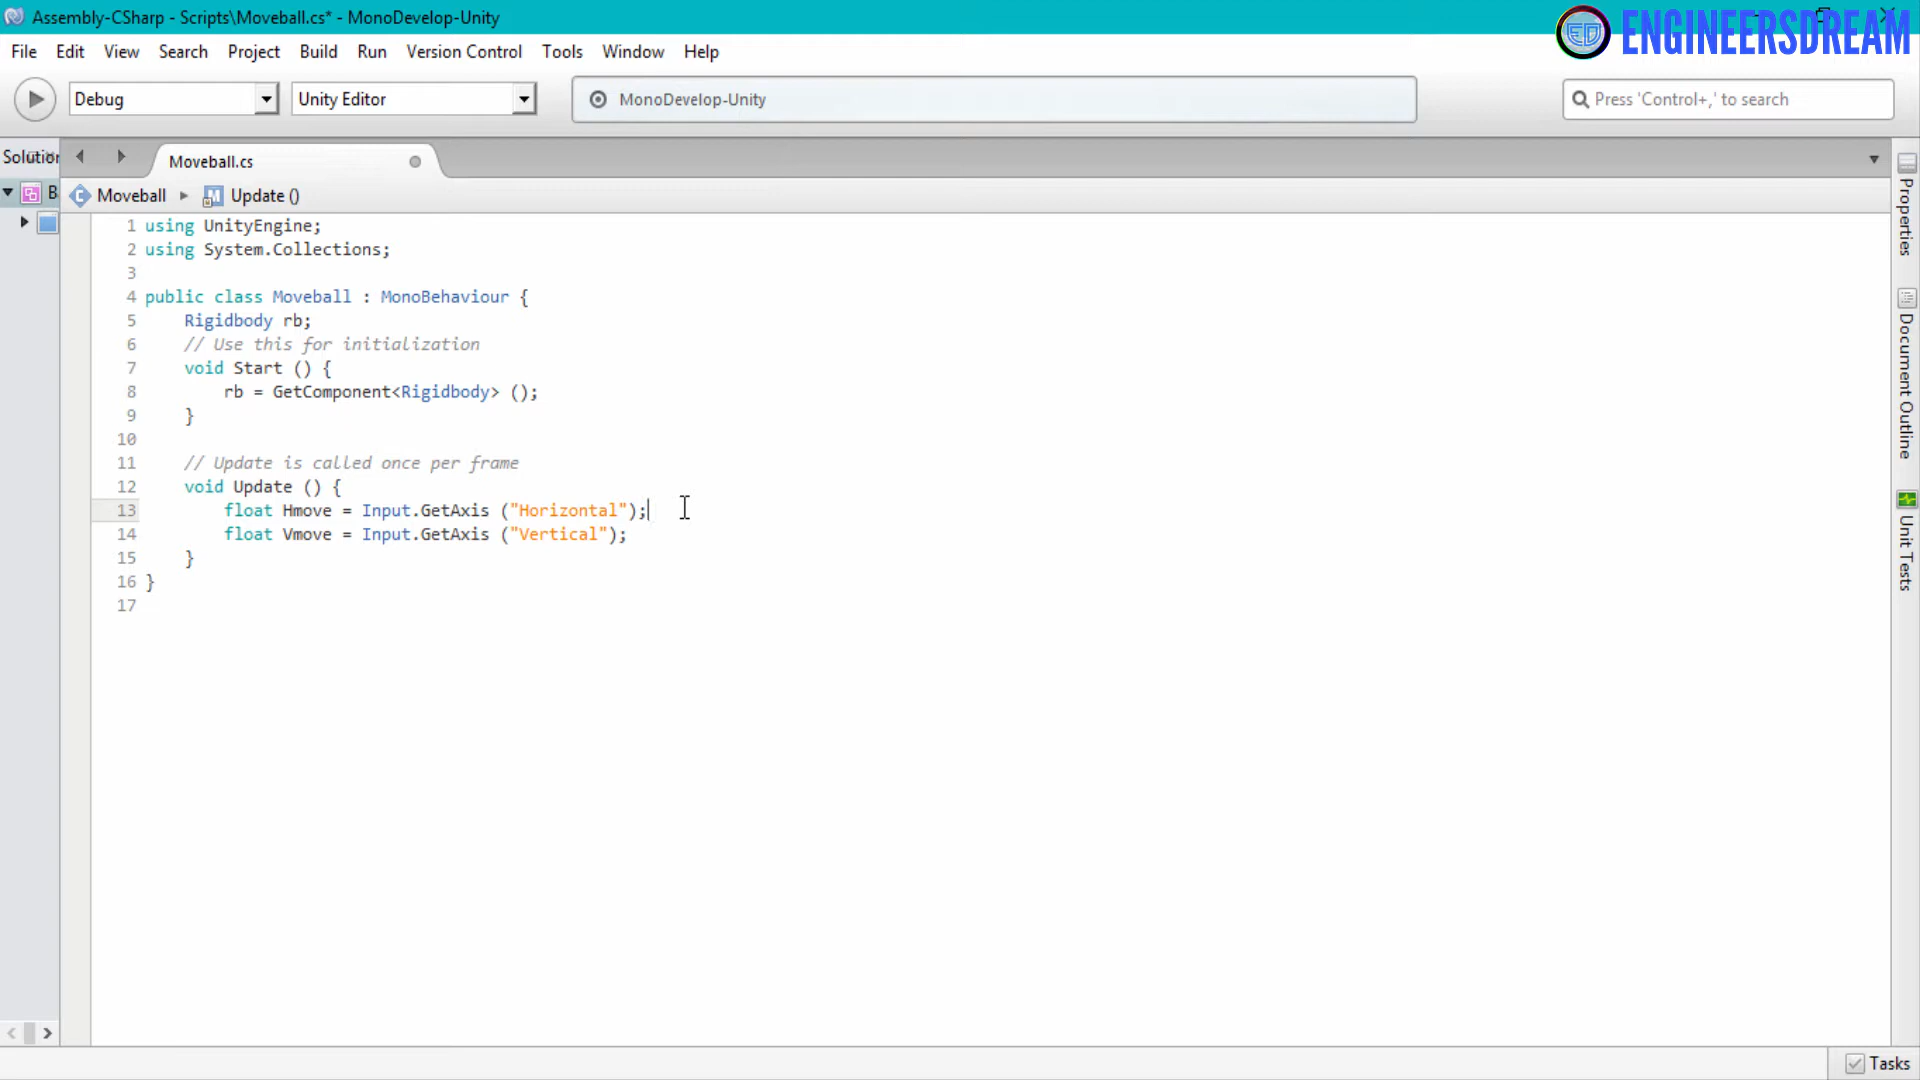 Assembly-CSharp - Scripts\Moveball.cs* - MonoDevelop-Unity
ENGINEERSDREAM
ED
File Edit View Search Project Build Run Version Control Tools Window Help
Debug Unity Editor MonoDevelop-Unity Press 'Control+,' to search
Solution Moveball.cs
B Moveball Update ()
1 using UnityEngine;
2 using System.Collections;
3
4 public class Moveball : MonoBehaviour {
5 Rigidbody rb;
6 // Use this for initialization
7 void Start () {
8 rb = GetComponent<Rigidbody> ();
9 }
10
11 // Update is called once per frame
12 void Update () {
13 float Hmove = Input.GetAxis ("Horizontal");
14 float Vmove = Input.GetAxis ("Vertical");
15 }
16 }
17
Properties
Document Outline
Unit Tests
Tasks